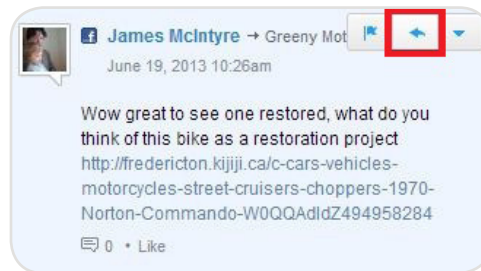 James McIntyre → Greeny Mot
June 19, 2013 10:26am
Wow great to see one restored, what do you
think of this bike as a restoration project
http://fredericton.kijiji.ca/c-cars-vehicles-
motorcycles-street-cruisers-choppers-1970-
Norton-Commando-W0QQAdIdZ494958284
0 • Like